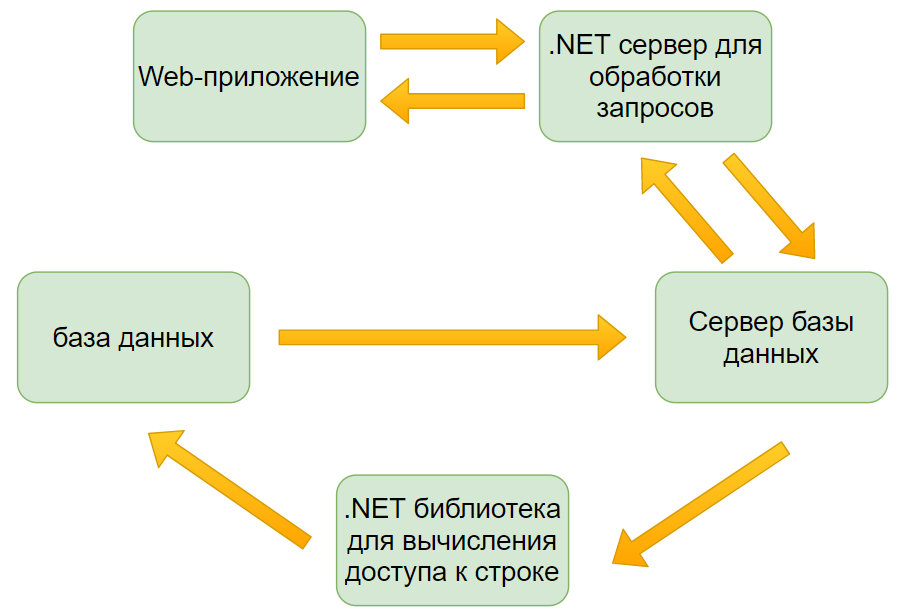 Web-приложение
.NET сервер для
обработки
запросов
база данных
Сервер базы
данных
.NET библиотека
для вычисления
доступа к строке